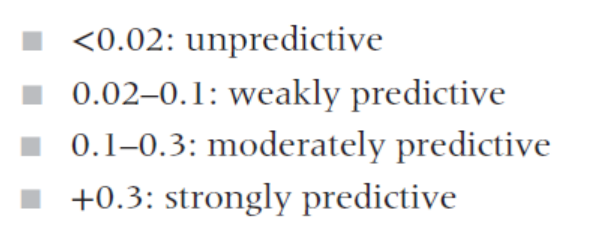 ■ <0.02: unpredictive
■ 0.02–0.1: weakly predictive
■ 0.1–0.3: moderately predictive
■ +0.3: strongly predictive